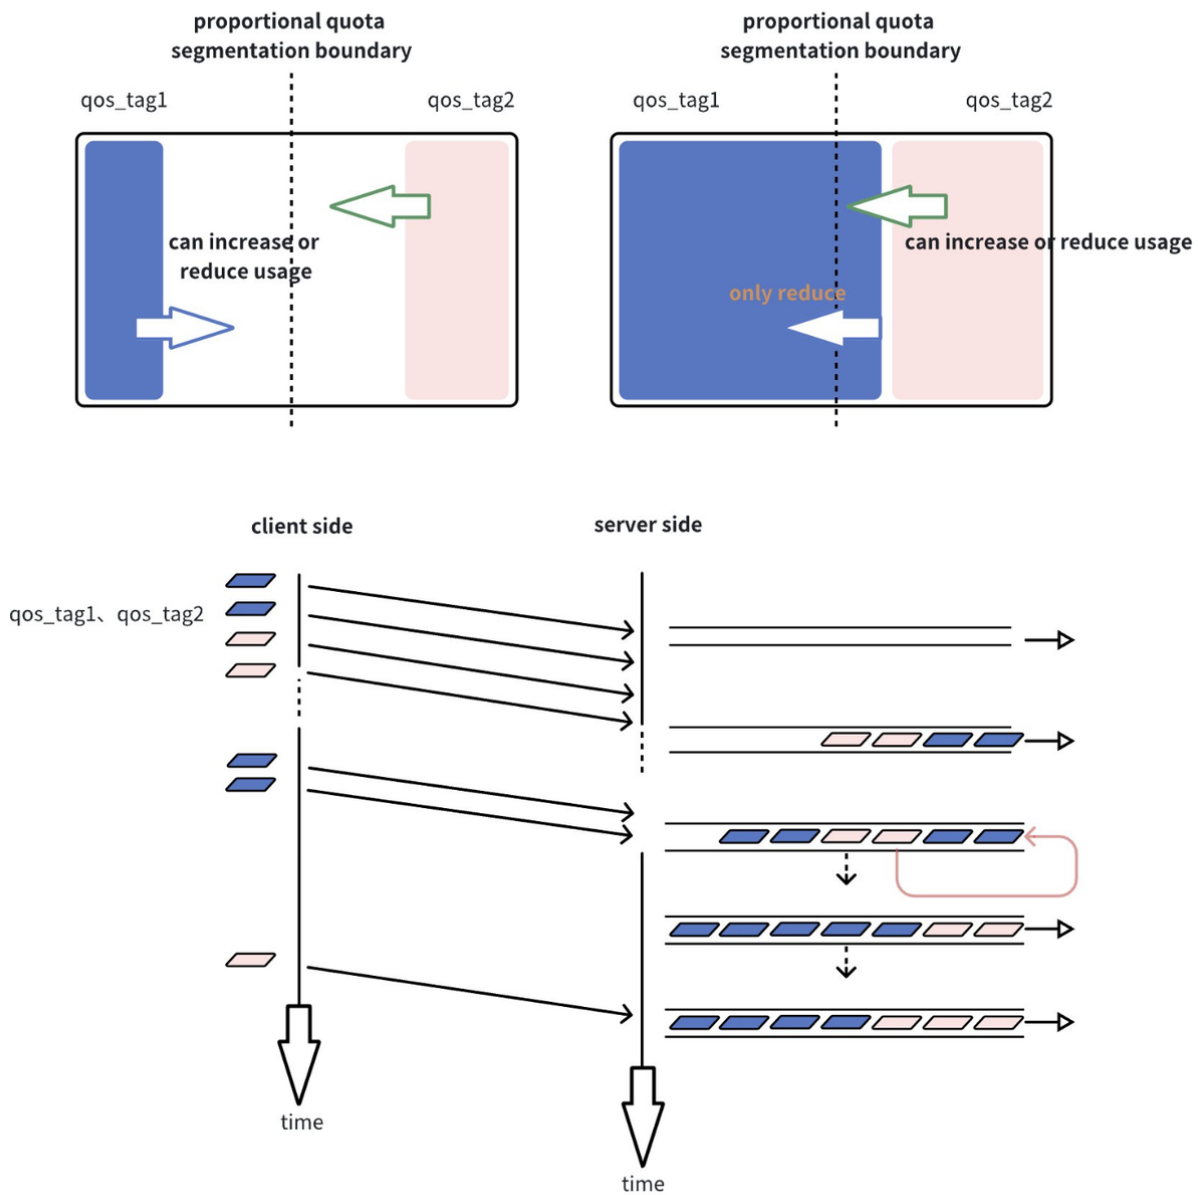 proportional quota
segmentation boundary
qos_tag1
qos_tag2
can increase or
reduce usage
proportional quota
segmentation boundary
qos_tag1
qos_tag2
can increase or reduce usage
only reduce
client side
server side
qos_tag1、qos_tag2
time
time